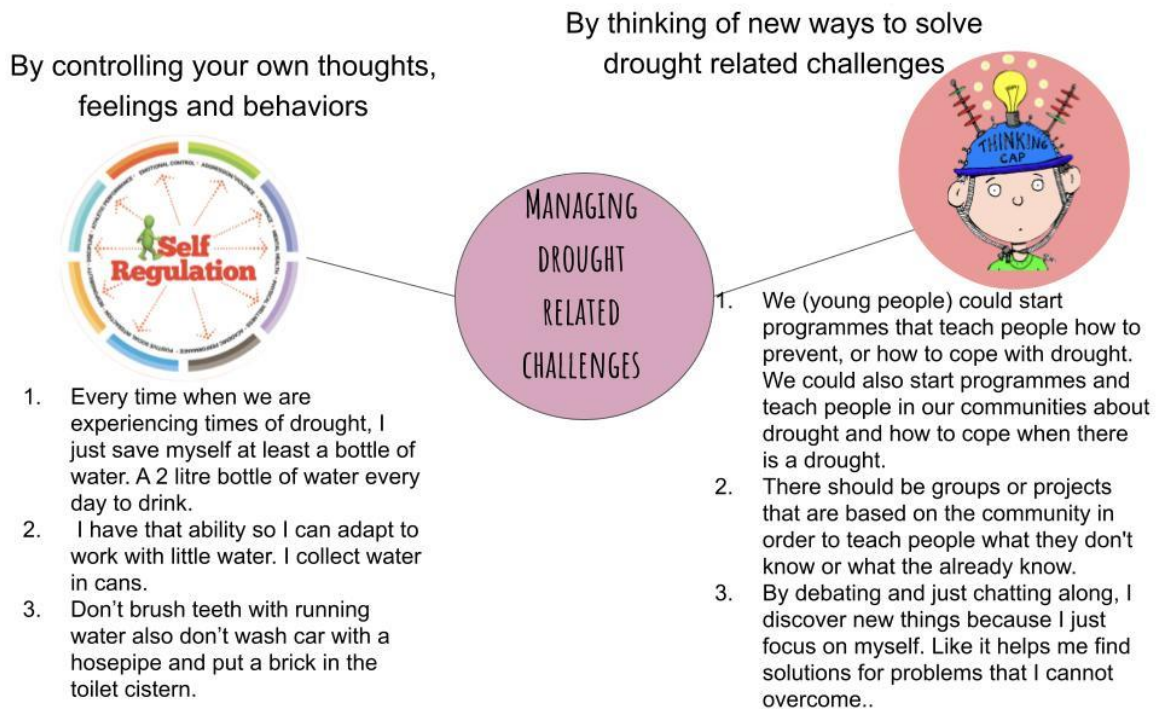 By controlling your own thoughts,
feelings and behaviors
Self
Regulation
EMOTIONAL CONTROL
1. Every time when we are
experiencing times of drought, I
just save myself at least a bottle of
water. A 2 litre bottle of water every
day to drink.
2. I have that ability so I can adapt to
work with little water. I collect water
in cans.
3. Don't brush teeth with running
water also don't wash car with a
hosepipe and put a brick in the
toilet cistern.
MANAGING
DROUGHT
RELATED
CHALLENGES
By thinking of new ways to solve
drought related challenges
THINKING
CAP
1. We (young people) could start
programmes that teach people how to
prevent, or how to cope with drought.
We could also start programmes and
teach people in our communities about
drought and how to cope when there
is a drought.
2. There should be groups or projects
that are based on the community in
order to teach people what they don't
know or what the already know.
3. By debating and just chatting along, I
discover new things because I just
focus on myself. Like it helps me find
solutions for problems that I cannot
overcome..